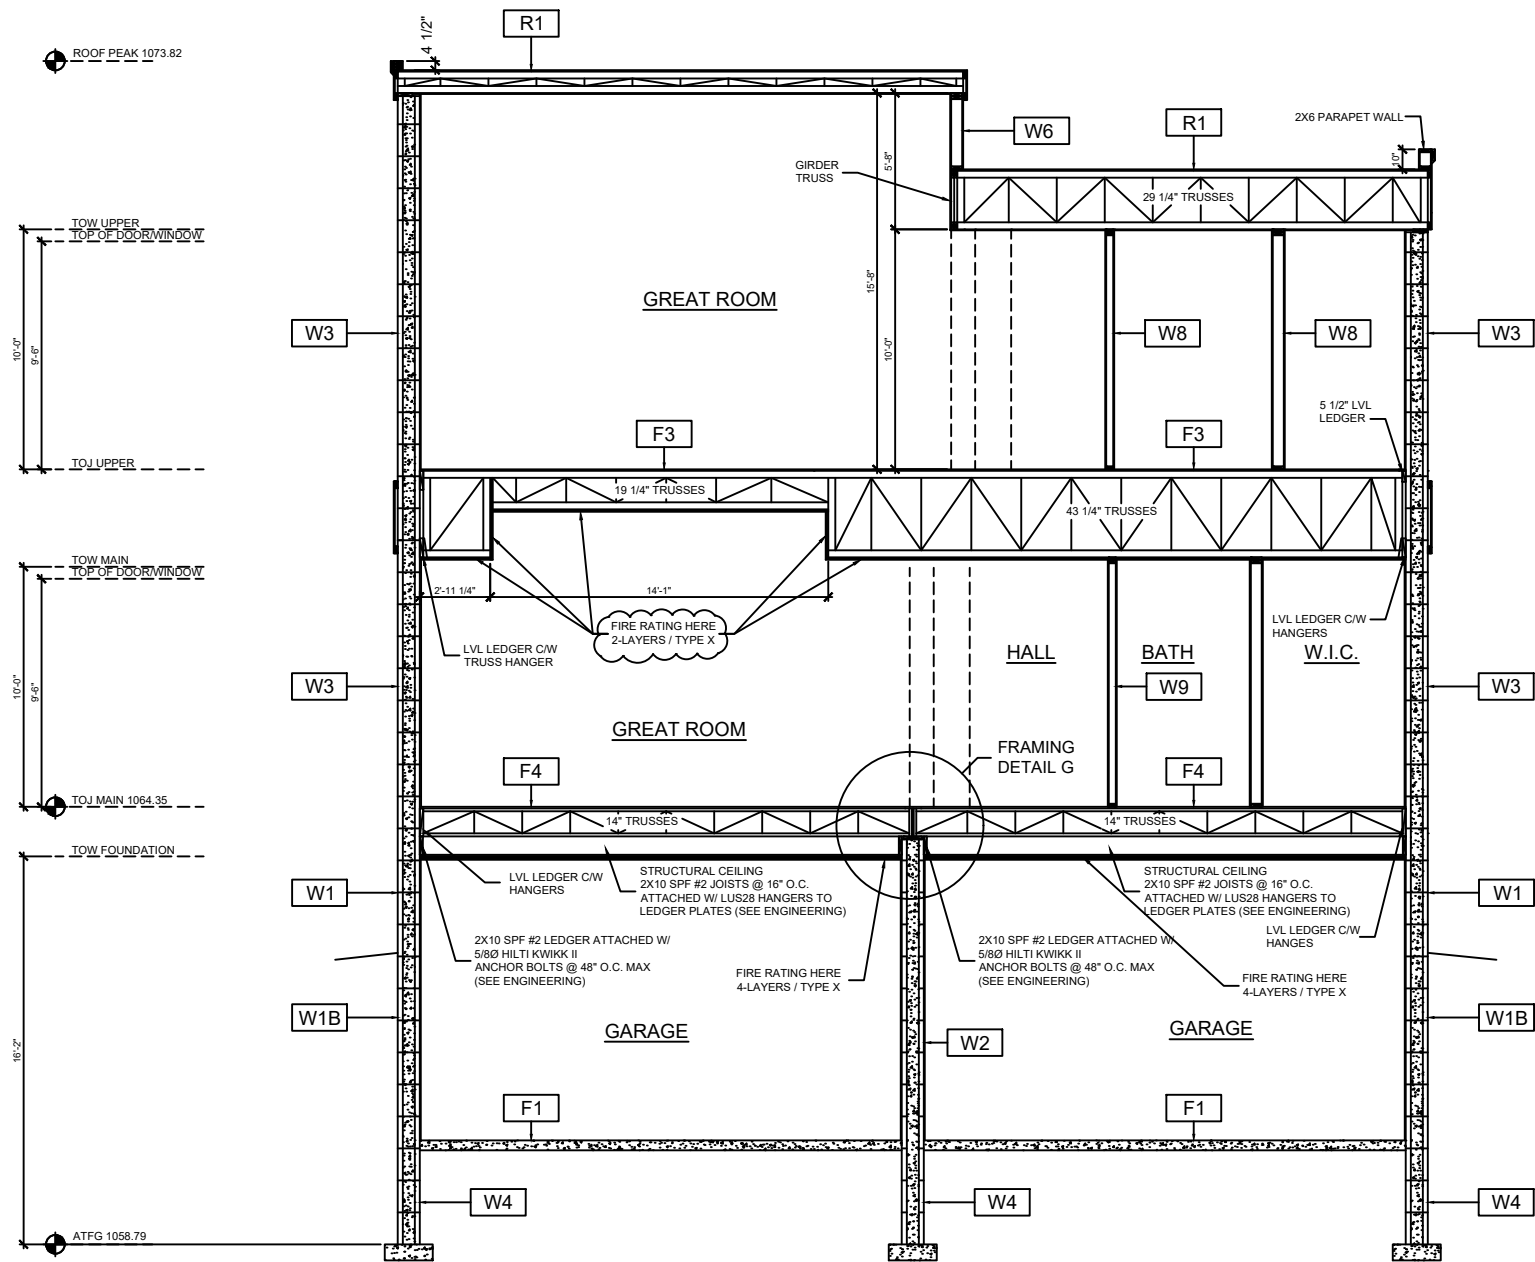 R1
4 1/2"
ROOF PEAK 1073.82
W6
R1
2X6 PARAPET WALL
10"
5'-8"
GIRDER
TRUSS
29 1/4" TRUSSES
TOW UPPER
TOP OF DOOR/WINDOW
15'-8"
GREAT ROOM
W3
W8
W8
W3
10'-0"
9'-6"
10'-0"
5 1/2" LVL
LEDGER
F3
F3
TOJ UPPER
19 1/4" TRUSSES
43 1/4" TRUSSES
TOW MAIN
TOP OF DOOR/WINDOW
2'-11 1/4"
14'-1"
FIRE RATING HERE
2-LAYERS / TYPE X
LVL LEDGER C/W
TRUSS HANGER
LVL LEDGER C/W
HANGERS
HALL
BATH
W.I.C.
10'-0"
9'-6"
W3
W9
W3
GREAT ROOM
FRAMING
DETAIL G
F4
F4
TOJ MAIN 1064.35
14" TRUSSES
14" TRUSSES
TOW FOUNDATION
LVL LEDGER C/W
HANGERS
STRUCTURAL CEILING
2X10 SPF #2 JOISTS @ 16" O.C.
ATTACHED W/ LUS28 HANGERS TO
LEDGER PLATES (SEE ENGINEERING)
STRUCTURAL CEILING
2X10 SPF #2 JOISTS @ 16" O.C.
ATTACHED W/ LUS28 HANGERS TO
LEDGER PLATES (SEE ENGINEERING)
W1
W1
LVL LEDGER C/W
HANGES
2X10 SPF #2 LEDGER ATTACHED W/
5/8Ø HILTI KWIKK II
ANCHOR BOLTS @ 48" O.C. MAX
(SEE ENGINEERING)
FIRE RATING HERE
4-LAYERS / TYPE X
2X10 SPF #2 LEDGER ATTACHED W/
5/8Ø HILTI KWIKK II
ANCHOR BOLTS @ 48" O.C. MAX
(SEE ENGINEERING)
FIRE RATING HERE
4-LAYERS / TYPE X
W1B
W1B
GARAGE
GARAGE
16'-2"
W2
F1
F1
W4
W4
W4
ATFG 1058.79